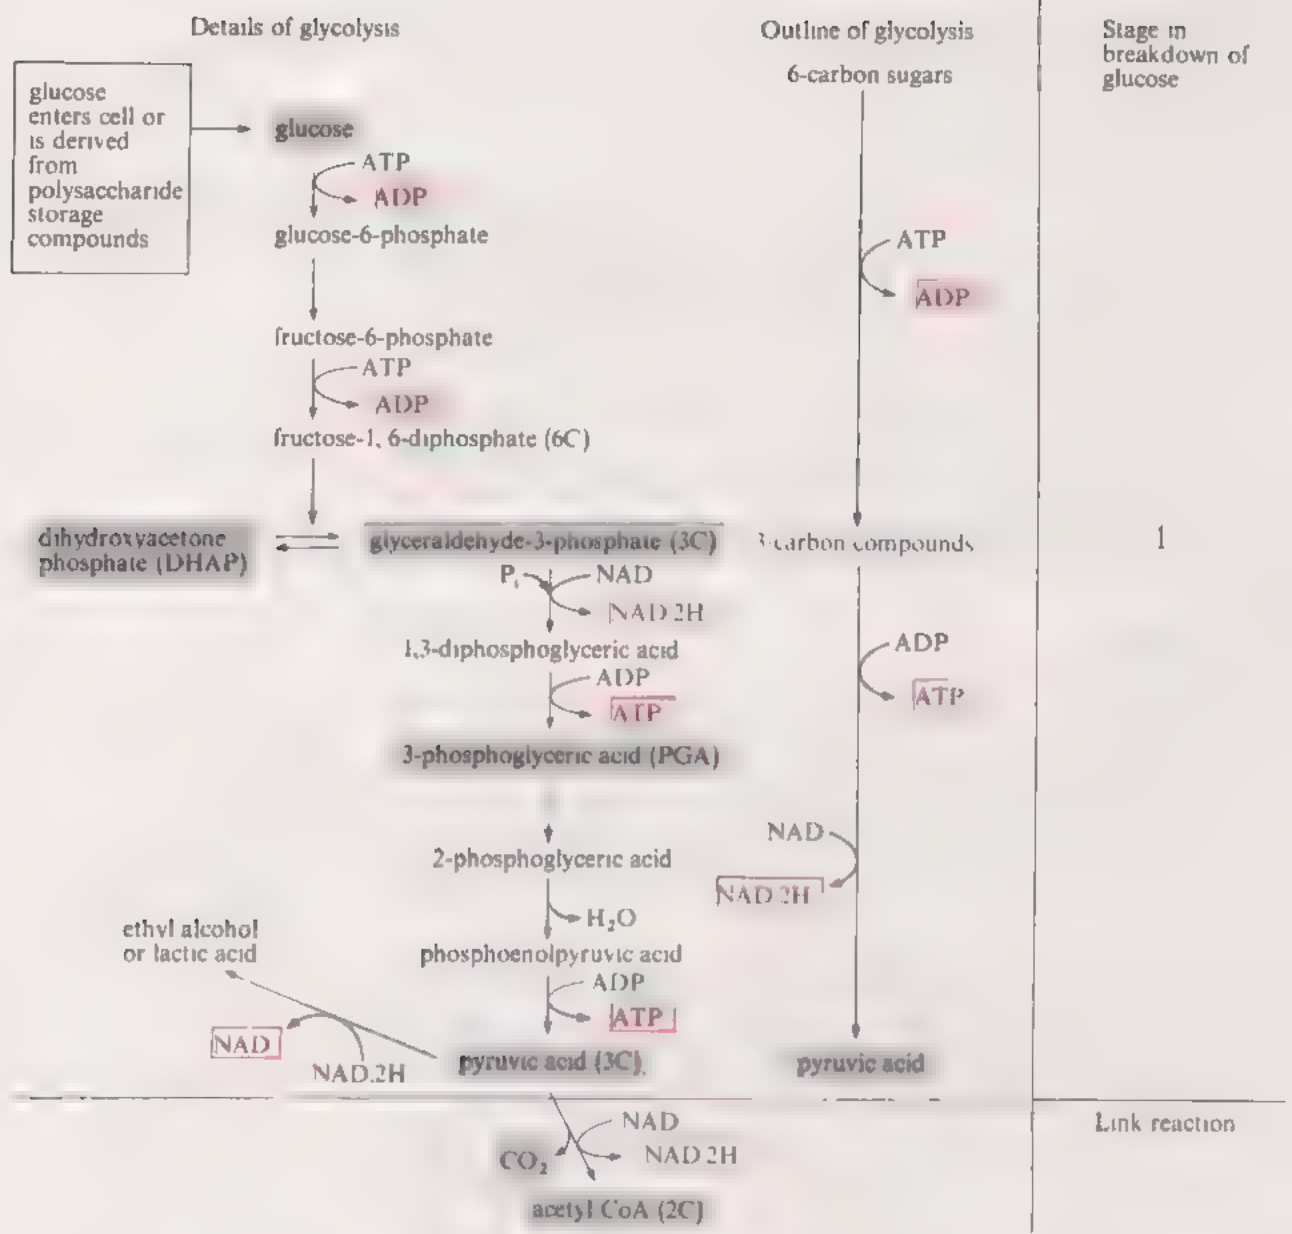 Details of glycolysis
Outline of glycolysis
Stage in
breakdown of
glucose
6-carbon sugars
glucose
enters cell or
is derived
from
polysaccharide
storage
compounds
glucose
ATP
ADP
glucose-6-phosphate
ATP
ADP
fructose-6-phosphate
ATP
ADP
fructose-1, 6-diphosphate (6C)
dihydroxyacetone
phosphate (DHAP)
glyceraldehyde-3-phosphate (3C)
3-carbon compounds
1
Pi
NAD
NAD 2H
1,3-diphosphoglyceric acid
ADP
ATP
ADP
ATP
3-phosphoglyceric acid (PGA)
NAD
NAD 2H
2-phosphoglyceric acid
H₂O
ethyl alcohol
or lactic acid
phosphoenolpyruvic acid
ADP
ATP
NAD
NAD.2H
pyruvic acid (3C)
pyruvic acid
Link reaction
NAD
NAD 2H
CO₂
acetyl CoA (2C)